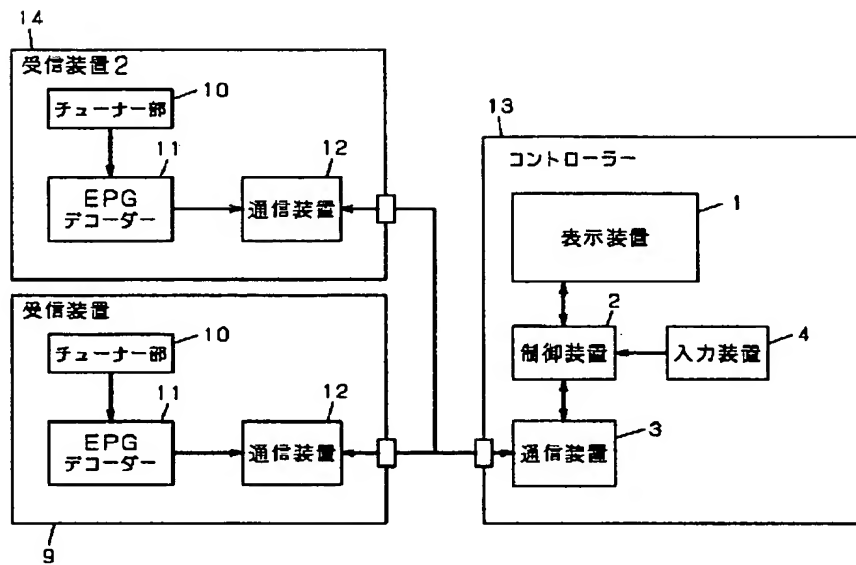 14
受信装置2
10
チューナー部
11
12
EPG
デコーダー
通信装置
受信装置
10
チューナー部
11
12
EPG
デコーダー
通信装置
9
13
コントローラー
1
表示装置
2
制御装置
入力装置
4
通信装置
3